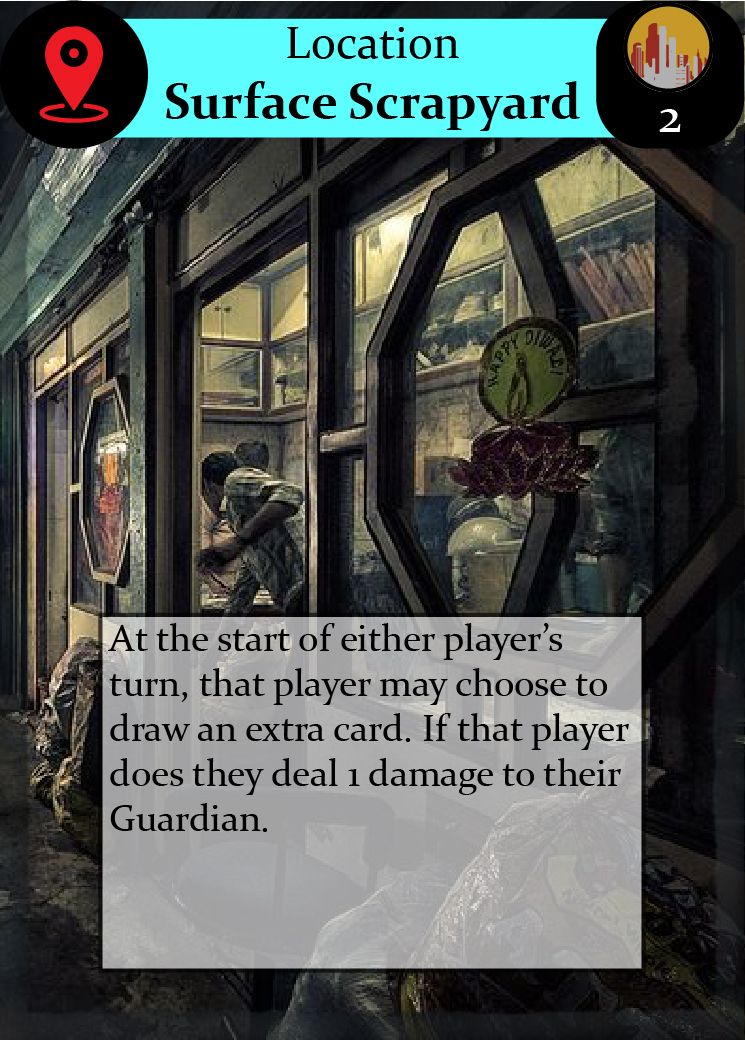 Location
Surface Scrapyard
2
HAPPY DIWALI
At the start of either player’s
turn, that player may choose to
draw an extra card. If that player
does they deal 1 damage to their
Guardian.